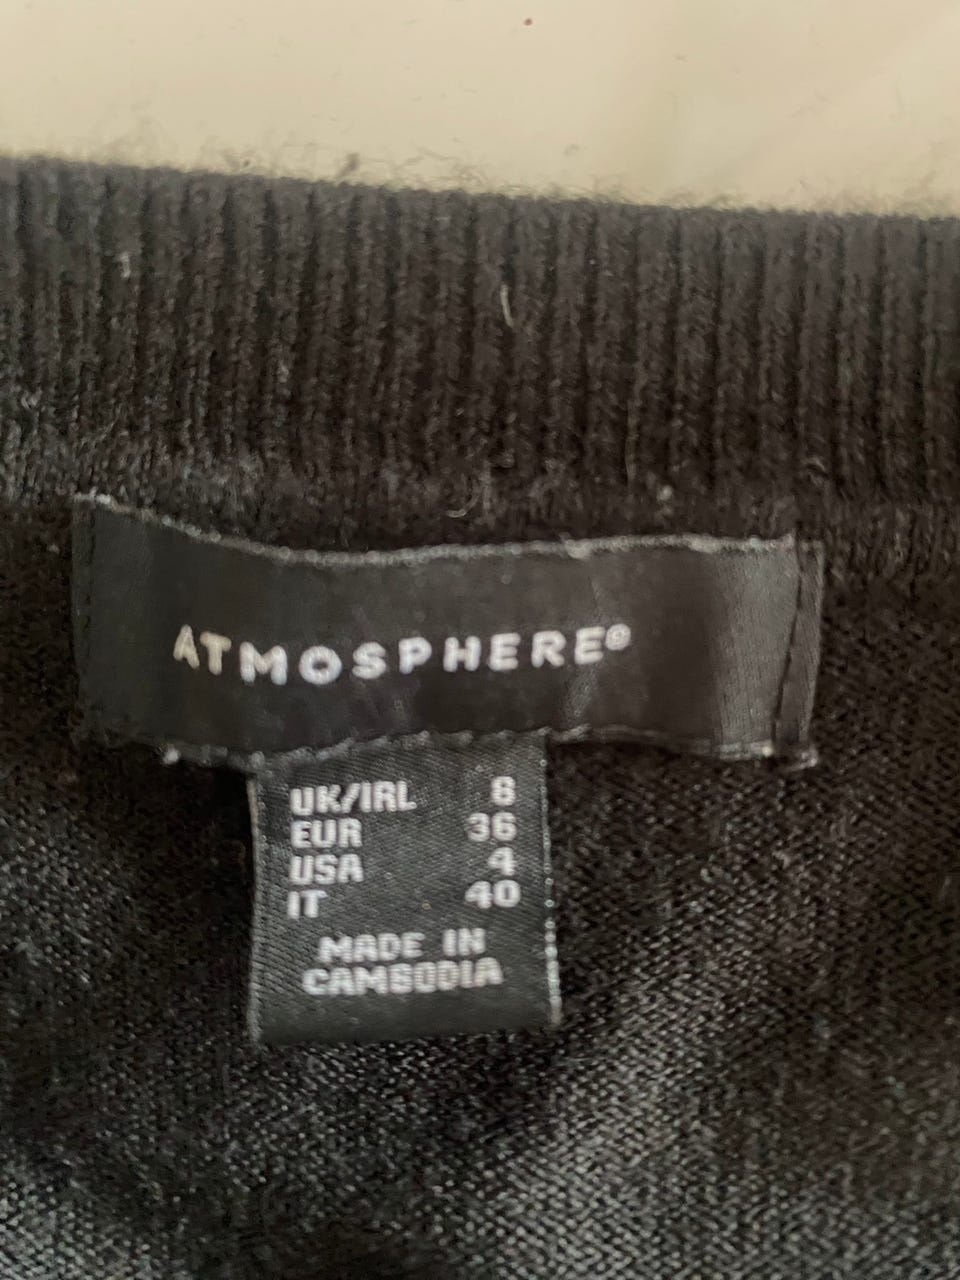 ATMOSPHERE®
UK/IRL 8
EUR 36
USA 4
IT 40
MADE IN
CAMBODIA